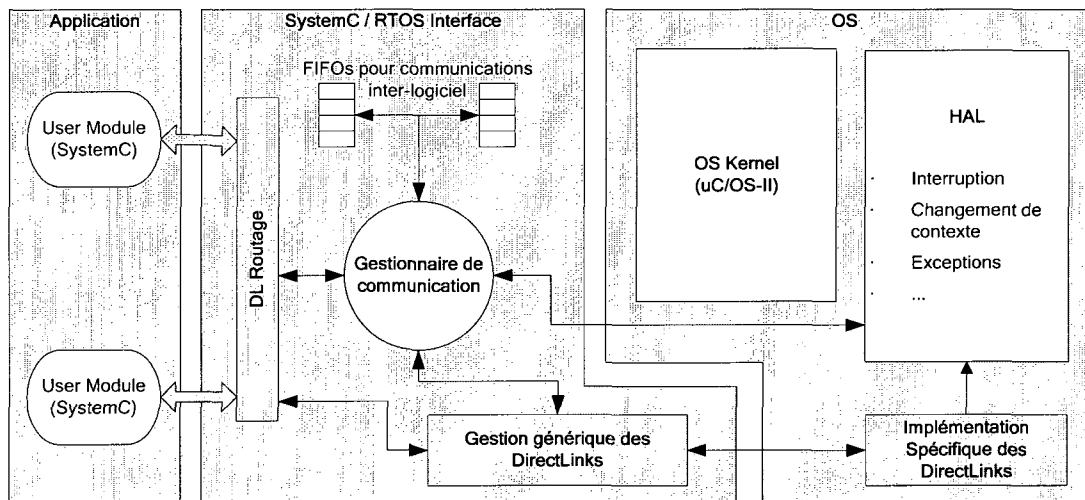 Application
SystemC / RTOS Interface
OS
FIFOs pour communications
inter-logiciel
User Module
(SystemC)
DL Routage
Gestionnaire de
communication
OS Kernel
(uC/OS-II)
HAL
· Interruption
· Changement de
contexte
· Exceptions
· ...
User Module
(SystemC)
Gestion générique des
DirectLinks
Implémentation
Spécifique des
DirectLinks